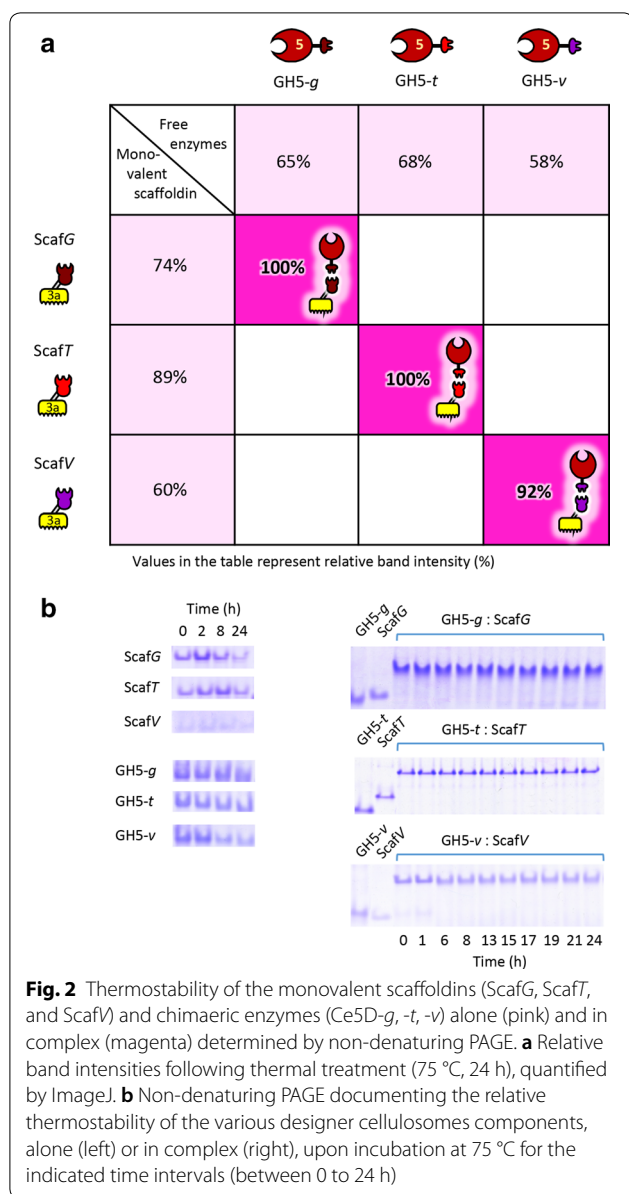 a
5 5 5
GH5-g GH5-t GH5-v
Free
enzymes
Mono-
valent
scaffoldin
65% 68% 58%
ScafG
3a
74% 100%
ScafT
3a
89% 100%
ScafV
3a
60% 92%
Values in the table represent relative band intensity (%)
b
Time (h)
0 2 8 24
ScafG
ScafT
ScafV
GH5-g
GH5-t
GH5-v
GH5-g ScafG GH5-g : ScafG
GH5-t ScafT GH5-t : ScafT
GH5-v ScafV GH5-v : ScafV
0 1 6 8 13 15 17 19 21 24
Time (h)
Fig. 2 Thermostability of the monovalent scaffoldins (ScafG, ScafT,
and ScafV) and chimaeric enzymes (Ce5D-g, -t, -v) alone (pink) and in
complex (magenta) determined by non-denaturing PAGE. a Relative
band intensities following thermal treatment (75 °C, 24 h), quantified
by ImageJ. b Non-denaturing PAGE documenting the relative
thermostability of the various designer cellulosomes components,
alone (left) or in complex (right), upon incubation at 75 °C for the
indicated time intervals (between 0 to 24 h)